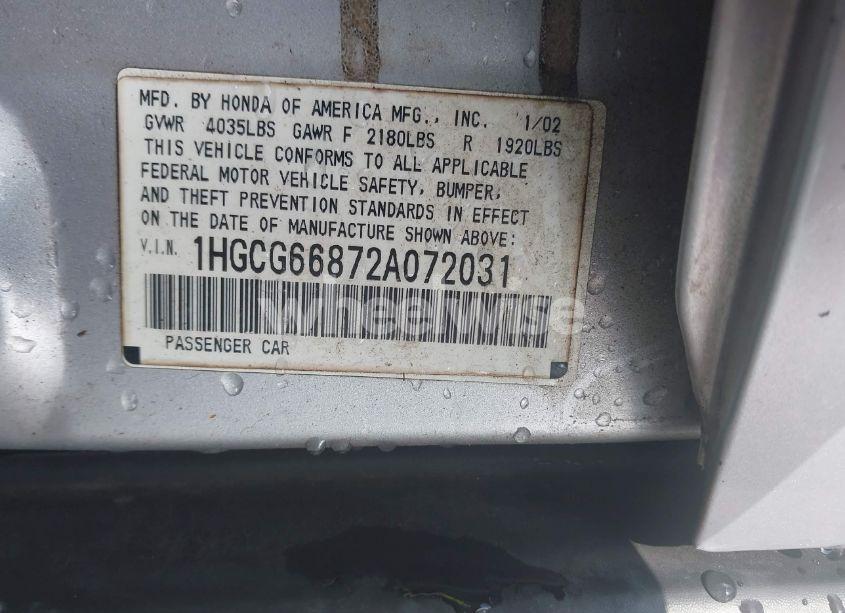 MFD. BY HONDA OF AMERICA MFG., INC. 1/02
GVWR 4035LBS GAWR F 2180LBS R 1920LBS
THIS VEHICLE CONFORMS TO ALL APPLICABLE
FEDERAL MOTOR VEHICLE SAFETY, BUMPER,
AND THEFT PREVENTION STANDARDS IN EFFECT
ON THE DATE OF MANUFACTURE SHOWN ABOVE:
V.I.N. 1HGCG66872A072031
wheelwise
PASSENGER CAR